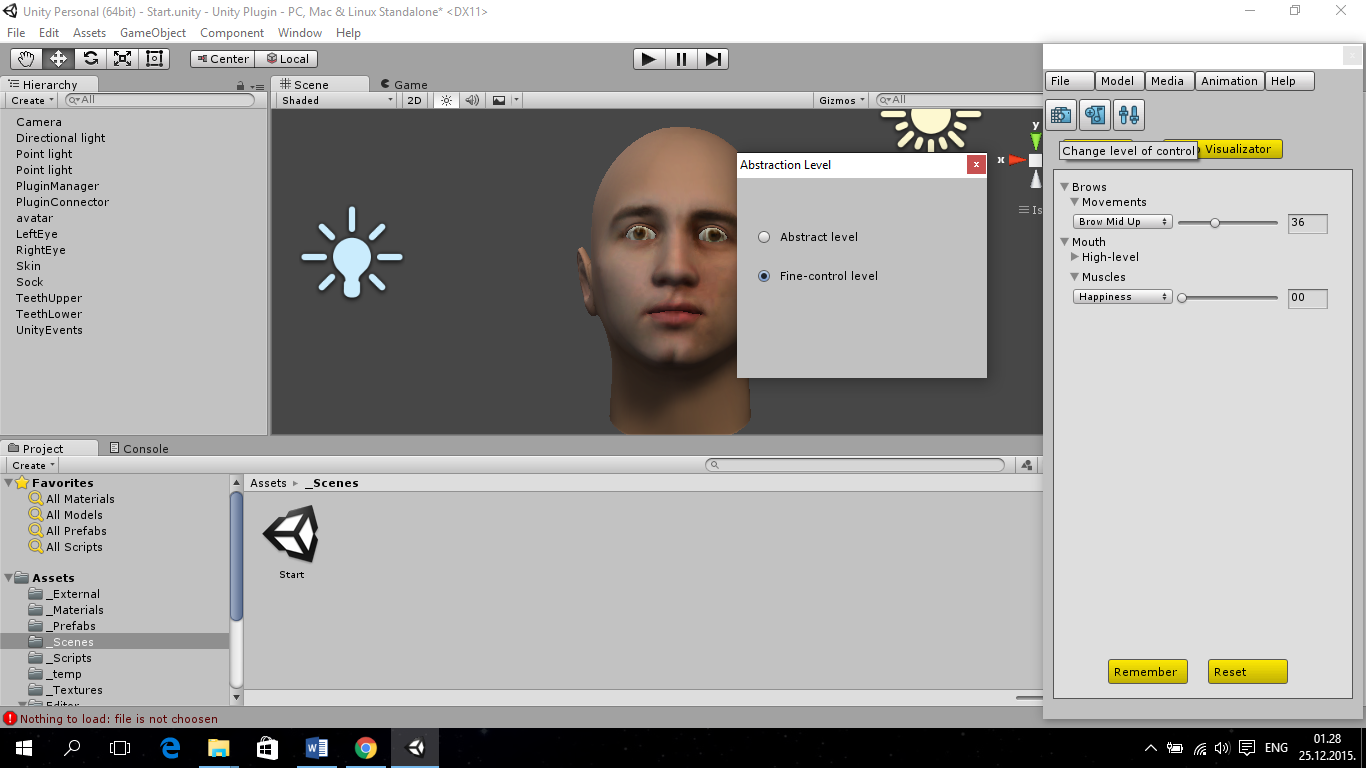 Unity Personal (64bit) - Start.unity - Unity Plugin - PC, Mac & Linux Standalone* <DX11>
File Edit Assets GameObject Component Window Help
Center Local
Hierarchy
Create All
Camera
Directional light
Point light
Point light
PluginManager
PluginConnector
avatar
LeftEye
RightEye
Skin
Sock
TeethUpper
TeethLower
UnityEvents
Scene Game
Shaded 2D Gizmos All
y
x
Is
Abstraction Level
x
Abstract level
Fine-control level
File Model Media Animation Help
Visualizator
Change level of control
Brows
Movements
Brow Mid Up 36
Mouth
High-level
Muscles
Happiness 00
Remember Reset
Project Console
Create
Favorites
All Materials
All Models
All Prefabs
All Scripts
Assets
_External
_Materials
_Prefabs
_Scenes
_Scripts
_temp
_Textures
Editor
Assets _Scenes
Start
Nothing to load: file is not choosen
ENG
01.28
25.12.2015.